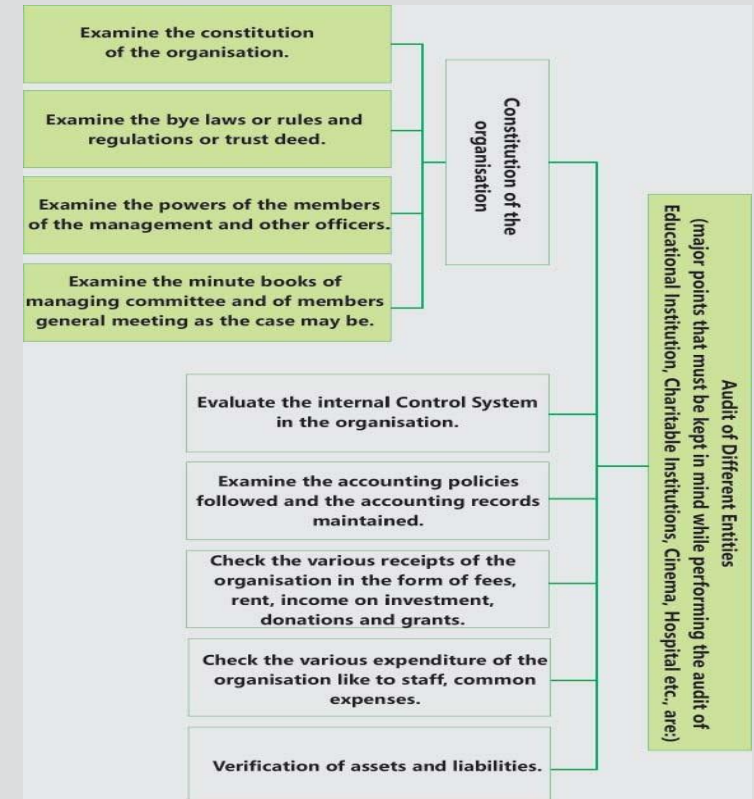 Audit of Different Entities
(major points that must be kept in mind while performing the audit of
Educational Institution, Charitable Institutions, Cinema, Hospital etc., are:)
Constitution of the
organisation
Examine the constitution
of the organisation.
Examine the bye laws or rules and
regulations or trust deed.
Examine the powers of the members
of the management and other officers.
Examine the minute books of
managing committee and of members
general meeting as the case may be.
Evaluate the internal Control System
in the organisation.
Examine the accounting policies
followed and the accounting records
maintained.
Check the various receipts of the
organisation in the form of fees,
rent, income on investment,
donations and grants.
Check the various expenditure of the
organisation like to staff, common
expenses.
Verification of assets and liabilities.